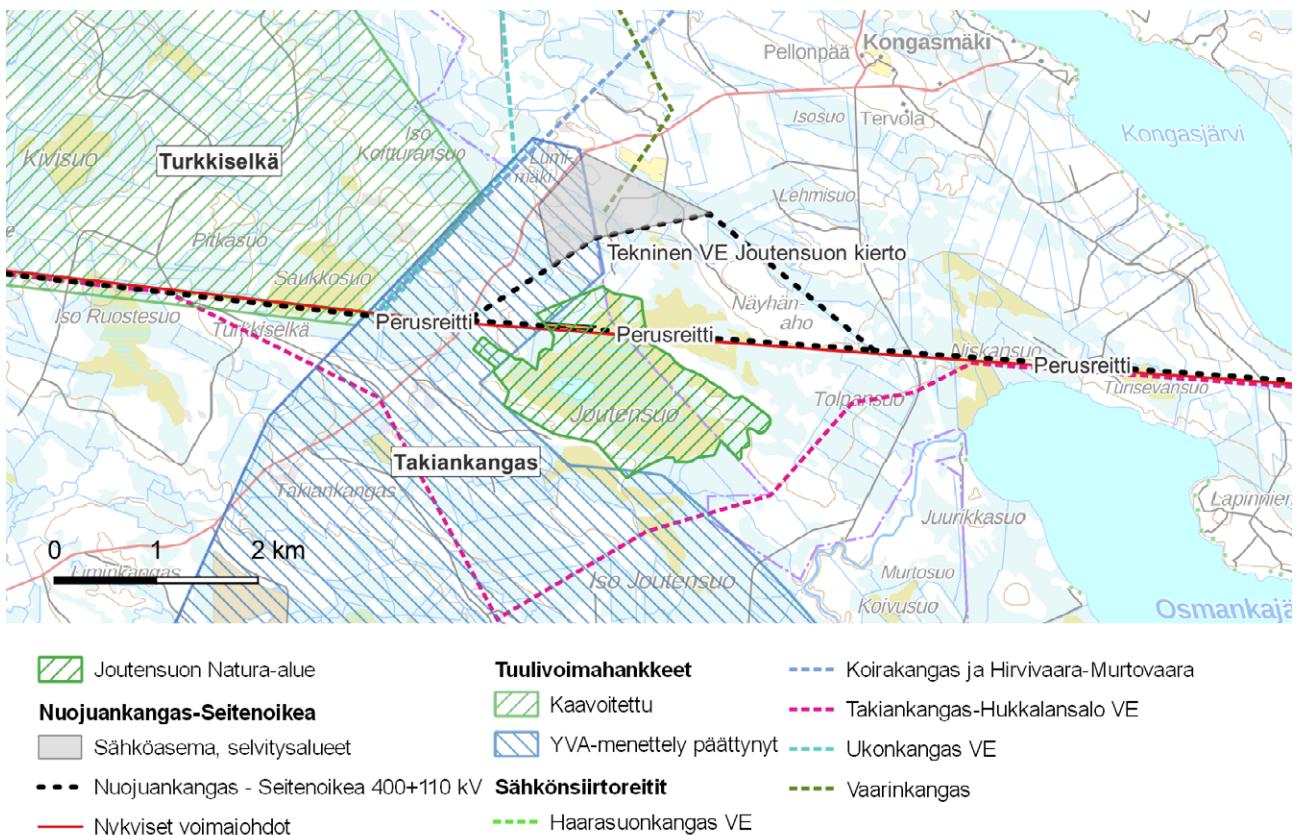 Pellonpää
Kongasmäki
Isosuo
Tervola
Kongasjärvi
Iso
Koitturansuo
Lumi-
mäki
Kivisuo
Turkkiselkä
Lehmisuo
Pitkäsuo
Saukkosuo
Tekninen VE Joutensuon kierto
Näyhän-
aho
Iso Ruostesuo
Turkkiselkä
Perusreitti
Perusreitti
Niskansuo
Perusreitti
Turisevansuo
Tolpansuo
Joutensuo
Takiankangas
Takiankangas
Lapinnien
Juurikkasuo
0 1 2 km
Liminkangas
Iso Joutensuo
Murtosuo
Koivusuo
Osmankajä
Joutensuon Natura-alue
Nuojuankangas-Seitenoikea
Sähköasema, selvitysalueet
Nuojuankangas - Seitenoikea 400+110 kV
Nykyiset voimajohdot
Tuulivoimahankkeet
Kaavoitettu
YVA-menettely päättynyt
Sähkönsiirtoreitit
Haarasuonkangas VE
Koirakangas ja Hirvivaara-Murtovaara
Takiankangas-Hukkalansalo VE
Ukonkangas VE
Vaarinkangas